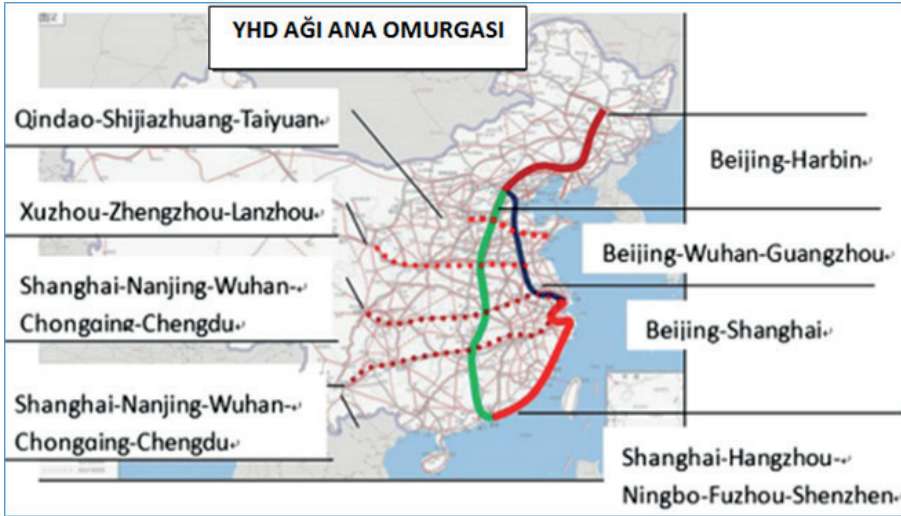 YHD AĞI ANA OMURGASI
Qindao-Shijiazhuang-Taiyuan
Xuzhou-Zhengzhou-Lanzhou
Shanghai-Nanjing-Wuhan-
Chongaing-Chengdu
Shanghai-Nanjing-Wuhan-
Chongaing-Chengdu
Beijing-Harbin
Beijing-Wuhan-Guangzhou
Beijing-Shanghai
Shanghai-Hangzhou-
Ningbo-Fuzhou-Shenzhen